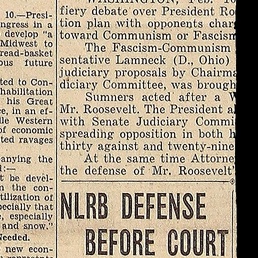 10.—Presi-
ongress in a
develop "a
Midwest to
read-basket
ous future
ted to Con-
habilitation
his Great
ce, in an ef-
le Western
of economic
ted ravages
anying the
d:
t be devel-
in the con-
tilization of
specially that
e, especially
and snow."
Needed.
new econ-
fiery debate over President Ro
tion plan with opponents char
toward Communism or Fascism
The Fascism-Communism
sentative Lamneck (D., Ohio)
judiciary proposals by Chairma
diciary Committee, was brough
Sumners acted after a W
Mr. Roosevelt. The President a
with Senate Judiciary Commi
spreading opposition in both h
thirty against and twenty-nine
At the same time Attorne
the defense of Mr. Roosevelt'
NLRB DEFENSE
BEFORE COURT